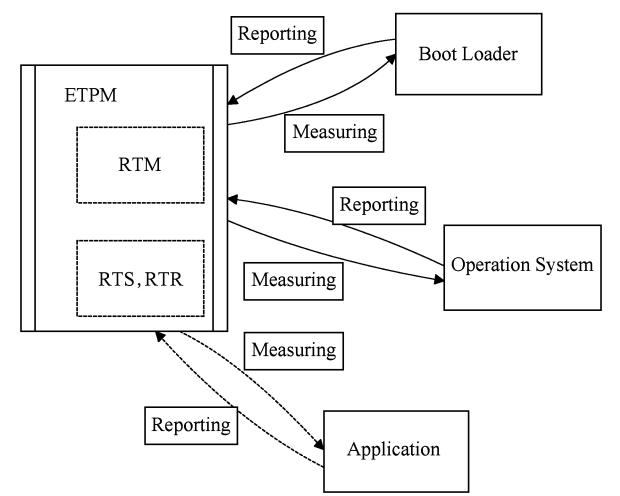 Reporting
Boot Loader
ETPM
Measuring
RTM
Reporting
Operation System
RTS, RTR
Measuring
Measuring
Reporting
Application